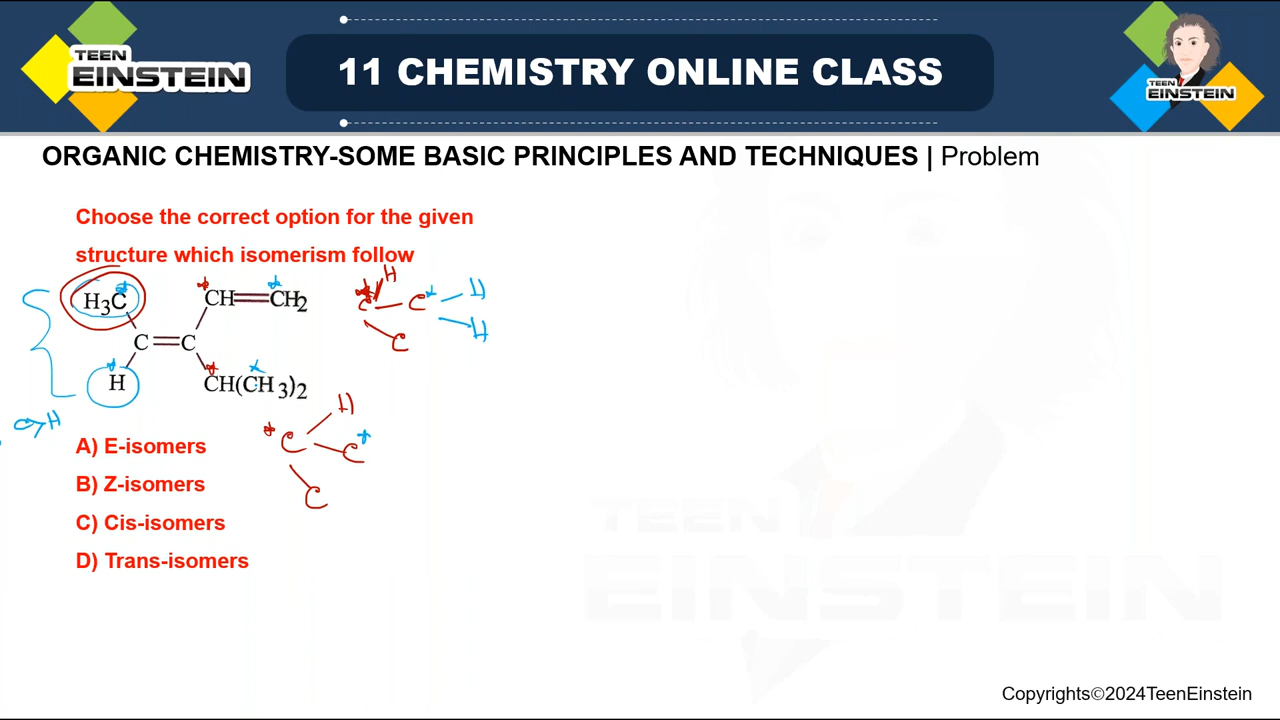 TEEN
EINSTEIN
11 CHEMISTRY ONLINE CLASS
TEEN
EINSTEIN
ORGANIC CHEMISTRY-SOME BASIC PRINCIPLES AND TECHNIQUES | Problem
Choose the correct option for the given
structure which isomerism follow
H3C CH=CH2
C=C
H CH(CH3)2
H
C C H
C H
C>H
H
C C
C
A) E-isomers
B) Z-isomers
C) Cis-isomers
D) Trans-isomers
TEEN
EINSTEIN
Copyrights©2024TeenEinstein